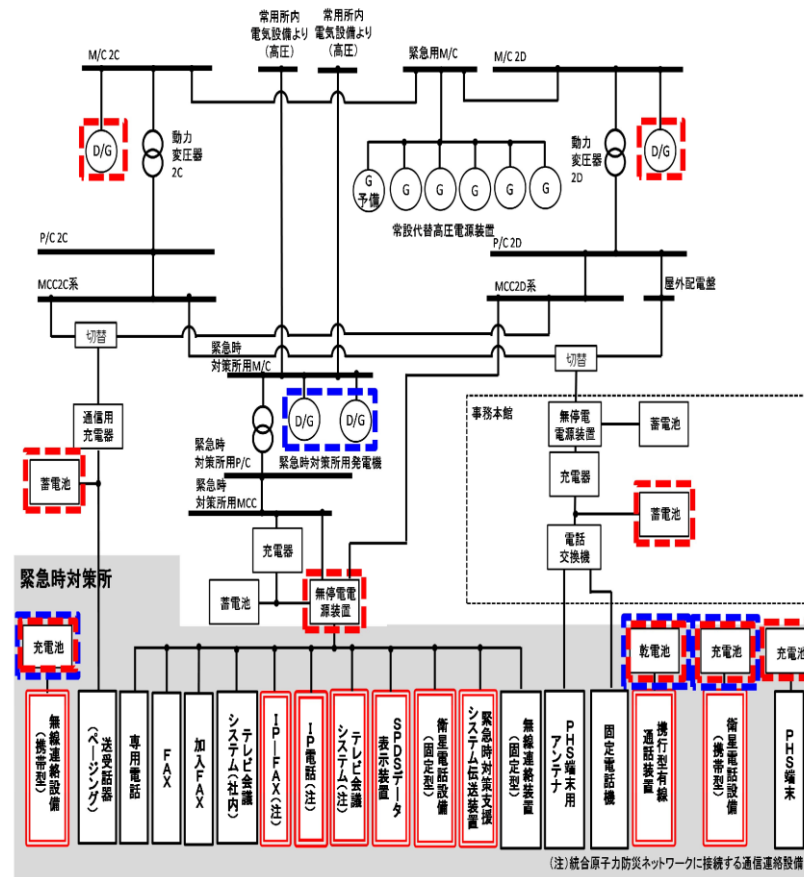 常用所内
電気設備より
(高圧)
常用所内
電気設備より
(高圧)
M/C 2C
緊急用M/C
M/C 2D
D/G
動力
変圧器
2C
G
予備
G
G
G
G
G
常設代替高圧電源装置
動力
変圧器
2D
D/G
P/C 2C
P/C 2D
MCC2C系
MCC2D系
屋外配電盤
切替
緊急時
対策所用M/C
切替
通信用
充電器
D/G
D/G
緊急時対策所用発電機
緊急時
対策所用P/C
緊急時
対策所用MCC
事務本館
無停電
電源装置
蓄電池
充電器
蓄電池
蓄電池
電話
交換機
充電器
蓄電池
無停電電
源装置
緊急時対策所
充電池
乾電池
充電池
充電池
無線連絡設備
(携帯型)
送受話器
(ページング)
専用電話
FAX
加入FAX
テレビ会議
システム(社内)
IP-FAX(注)
IP電話(注)
テレビ会議
システム(注)
SPDSデータ
表示装置
衛星電話設備
(固定型)
緊急時対策支援
システム伝送装置
無線連絡装置
(固定型)
PHS端末用
アンテナ
固定電話機
携行型有線
通話装置
衛星電話設備
(携帯型)
PHS端末
(注)統合原子力防災ネットワークに接続する通信連絡設備